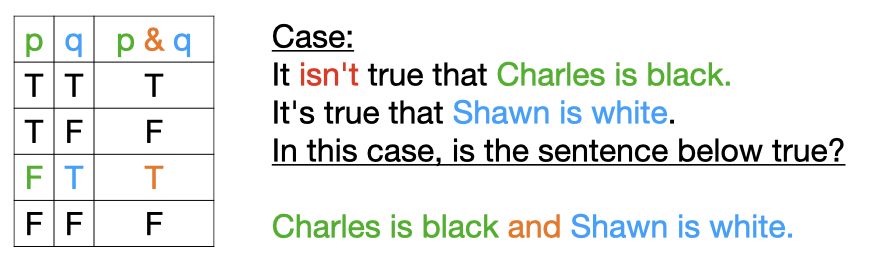 p q p & q
T T T
T F F
F T T
F F F
Case:
It isn't true that Charles is black.
It's true that Shawn is white.
In this case, is the sentence below true?
Charles is black and Shawn is white.